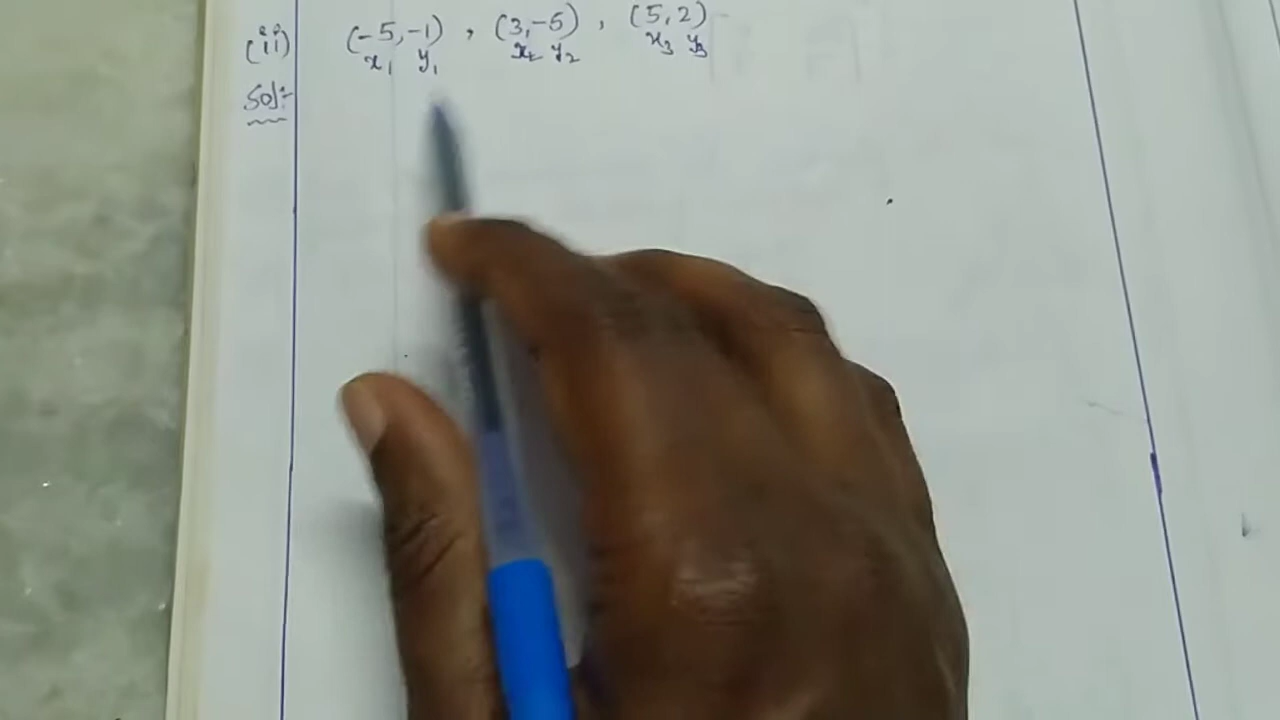 (ii) (-5,-1) , (3,-5) , (5,2)
x₁ y₁ x₂ y₂ x₃ y₃
Sol:-